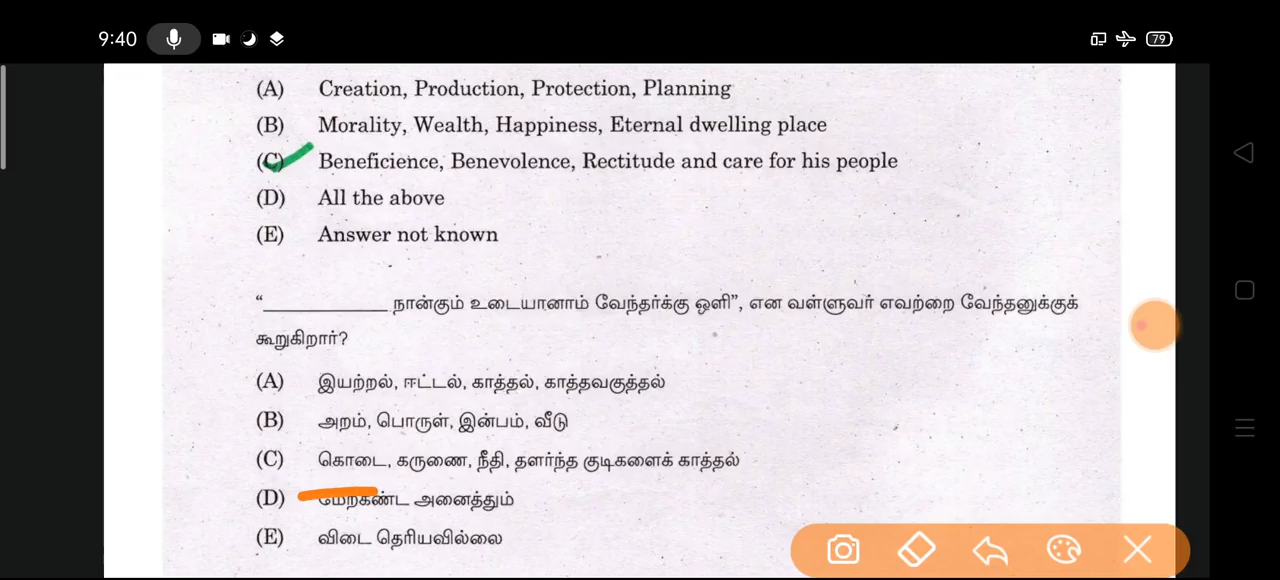 9:40
79
(A) Creation, Production, Protection, Planning
(B) Morality, Wealth, Happiness, Eternal dwelling place
(C) Beneficience, Benevolence, Rectitude and care for his people
(D) All the above
(E) Answer not known
“____________ நான்கும் உடையானாம் வேந்தர்க்கு ஒளி”, என வள்ளுவர் எவற்றை வேந்தனுக்குக்
கூறுகிறார்?
(A) இயற்றல், ஈட்டல், காத்தல், காத்தவகுத்தல்
(B) அறம், பொருள், இன்பம், வீடு
(C) கொடை, கருணை, நீதி, தளர்ந்த குடிகளைக் காத்தல்
(D) மேற்கண்ட அனைத்தும்
(E) விடை தெரியவில்லை